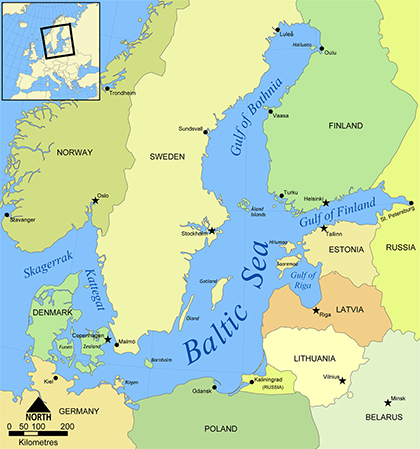 Luleå
Hailuoto
Oulu
Trondheim
Gulf of Bothnia
Vaasa
Sundsvall
FINLAND
NORWAY
SWEDEN
Turku
Helsinki
Oslo
Åland
Islands
Gulf of Finland
St. Petersburg
Stavanger
Stockholm
Tallinn
Hiiumaa
ESTONIA
RUSSIA
Skagerrak
Kattegat
Saaremaa
Gulf of
Riga
Baltic Sea
Gotland
DENMARK
Öland
Riga
LATVIA
Copenhagen
Malmö
Funen
Zealand
Bornholm
LITHUANIA
Kiel
Rügen
Gdansk
Kaliningrad
(RUSSIA)
Vilnius
NORTH
0 50 100 200
Kilometres
GERMANY
POLAND
Minsk
BELARUS